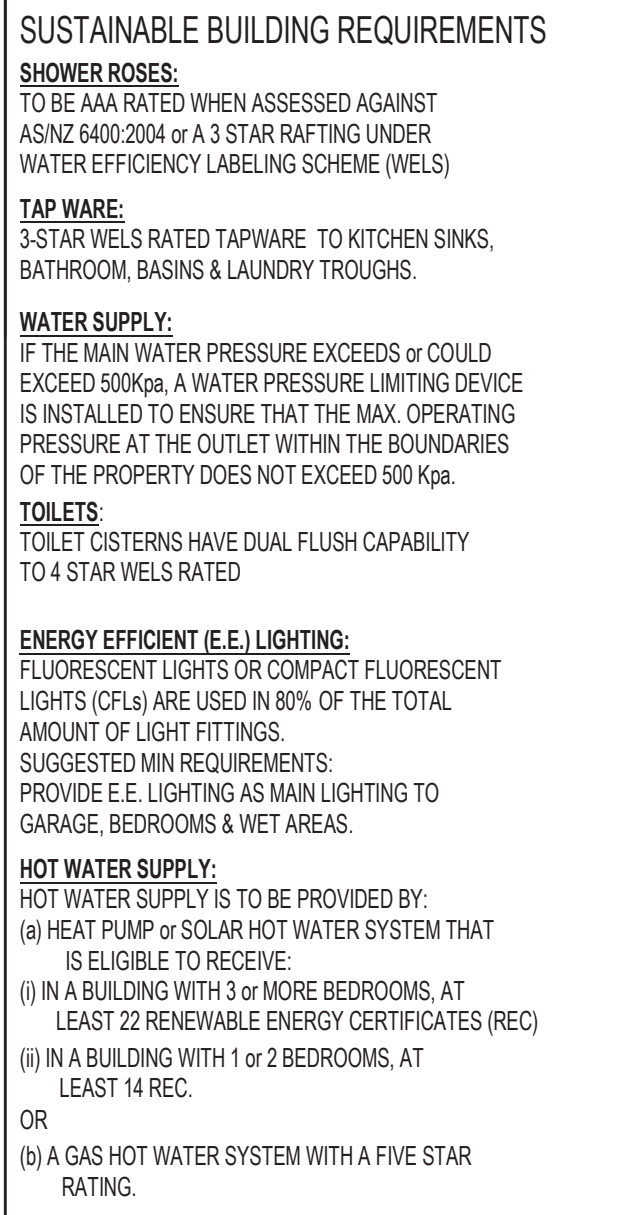 SUSTAINABLE BUILDING REQUIREMENTS
SHOWER ROSES:
TO BE AAA RATED WHEN ASSESSED AGAINST
AS/NZ 6400:2004 or A 3 STAR RAFTING UNDER
WATER EFFICIENCY LABELING SCHEME (WELS)
TAP WARE:
3-STAR WELS RATED TAPWARE TO KITCHEN SINKS,
BATHROOM, BASINS & LAUNDRY TROUGHS.
WATER SUPPLY:
IF THE MAIN WATER PRESSURE EXCEEDS or COULD
EXCEED 500Kpa, A WATER PRESSURE LIMITING DEVICE
IS INSTALLED TO ENSURE THAT THE MAX. OPERATING
PRESSURE AT THE OUTLET WITHIN THE BOUNDARIES
OF THE PROPERTY DOES NOT EXCEED 500 Kpa.
TOILETS:
TOILET CISTERNS HAVE DUAL FLUSH CAPABILITY
TO 4 STAR WELS RATED
ENERGY EFFICIENT (E.E.) LIGHTING:
FLUORESCENT LIGHTS OR COMPACT FLUORESCENT
LIGHTS (CFLs) ARE USED IN 80% OF THE TOTAL
AMOUNT OF LIGHT FITTINGS.
SUGGESTED MIN REQUIREMENTS:
PROVIDE E.E. LIGHTING AS MAIN LIGHTING TO
GARAGE, BEDROOMS & WET AREAS.
HOT WATER SUPPLY:
HOT WATER SUPPLY IS TO BE PROVIDED BY:
(a) HEAT PUMP or SOLAR HOT WATER SYSTEM THAT
IS ELIGIBLE TO RECEIVE:
(i) IN A BUILDING WITH 3 or MORE BEDROOMS, AT
LEAST 22 RENEWABLE ENERGY CERTIFICATES (REC)
(ii) IN A BUILDING WITH 1 or 2 BEDROOMS, AT
LEAST 14 REC.
OR
(b) A GAS HOT WATER SYSTEM WITH A FIVE STAR
RATING.